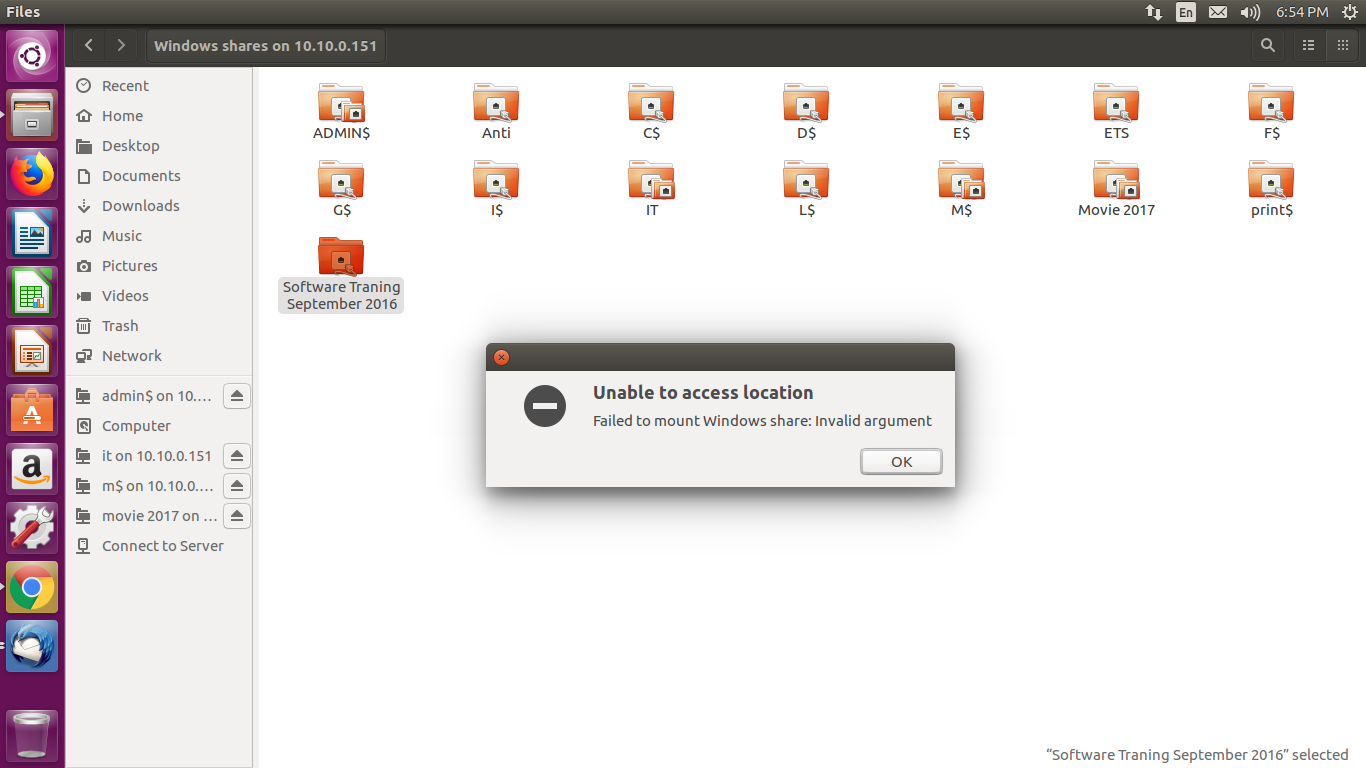 Files
En
6:54 PM
Windows shares on 10.10.0.151
Recent
Home
Desktop
Documents
Downloads
Music
Pictures
Videos
Trash
Network
admin$ on 10....
Computer
it on 10.10.0.151
m$ on 10.10.0....
movie 2017 on ...
Connect to Server
ADMIN$
Anti
C$
D$
E$
ETS
F$
G$
I$
IT
L$
M$
Movie 2017
print$
Software Traning
September 2016
Unable to access location
Failed to mount Windows share: Invalid argument
OK
“Software Traning September 2016” selected